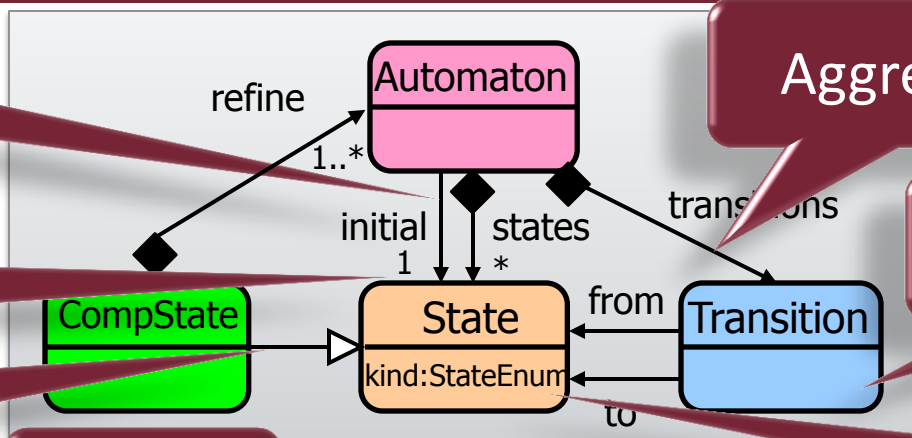 Aggre
Automaton
refine
1..*
transitions
initial
states
1
*
CompState
State
from
Transition
kind:StateEnum
to